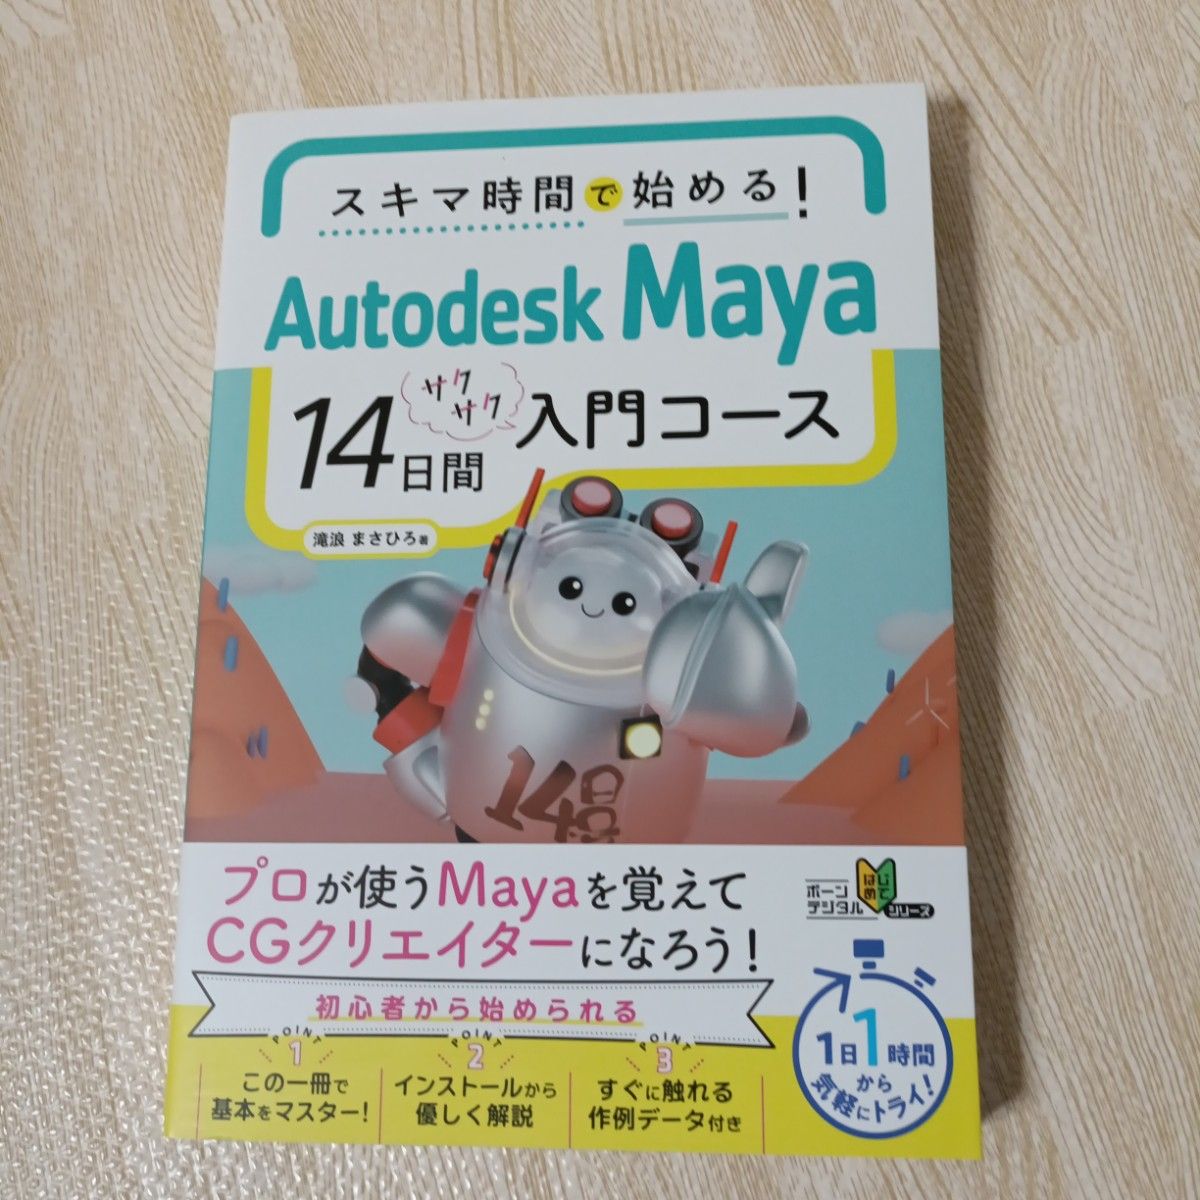 スキマ時間で始める!
Autodesk Maya
14日間
サク
サク
入門コース
滝浪 まさひろ著
14日間
プロが使うMayaを覚えて
CGクリエイターになろう!
ボーン
デジタル
はじ
めて
シリーズ
初心者から始められる
POINT
1
この一冊で
基本をマスター!
POINT
2
インストールから
優しく解説
POINT
3
すぐに触れる
作例データ付き
1日1時間
から
気軽にトライ!